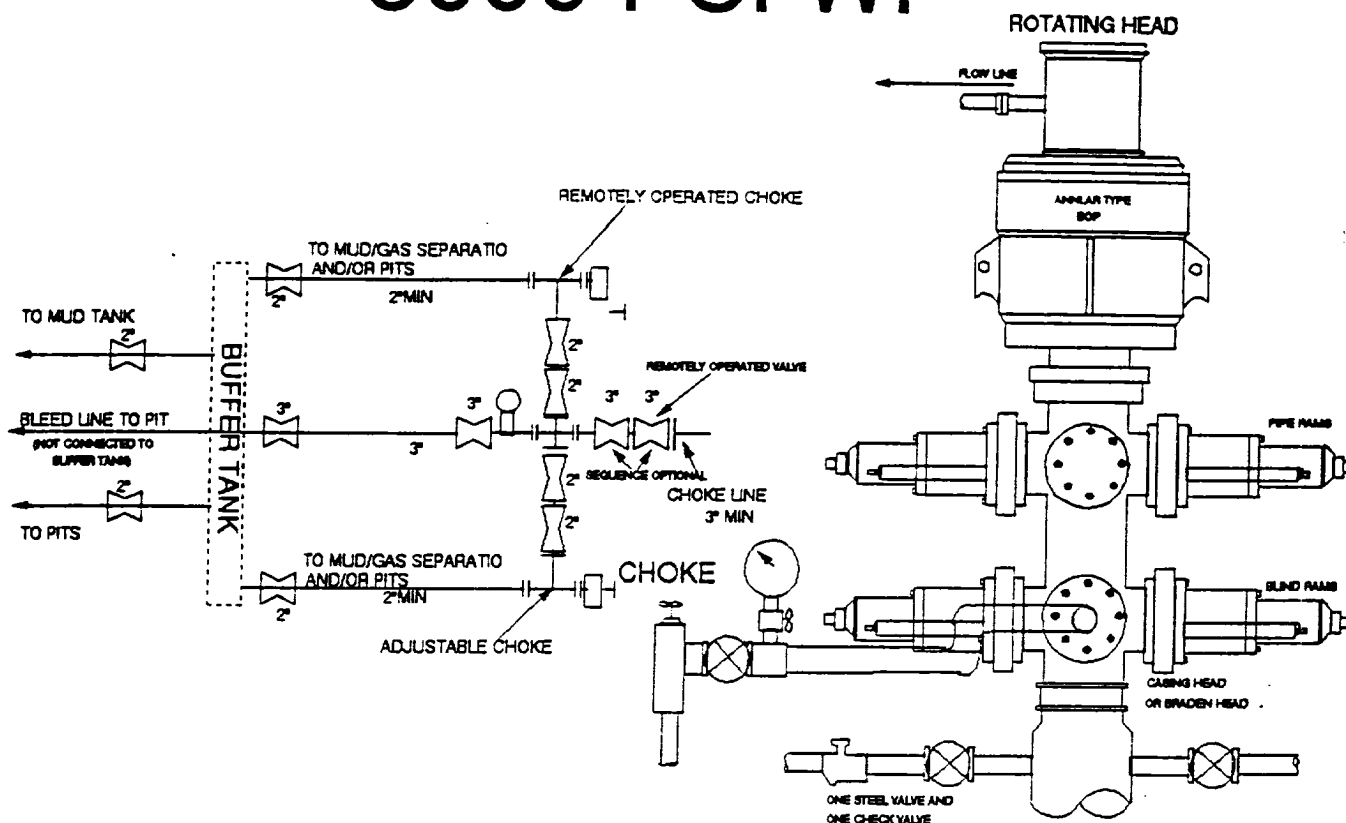 ROTATING HEAD
FLOW LINE
ANNLAR TYPE
BOP
REMOTELY OPERATED CHOKE
TO MUD/GAS SEPARATIO
AND/OR PITS
2"
2"MIN
TO MUD TANK
2"
2"
2"
REMOTELY OPERATED VALVE
BUFFER TANK
3"
3"
3"
3"
BLEED LINE TO PIT
(NOT CONNECTED TO
BUFFER TANK)
3"
SEQUENCE OPTIONAL
CHOKE LINE
3" MIN
2"
2"
2"
TO PITS
TO MUD/GAS SEPARATIO
AND/OR PITS
2"MIN
2"
ADJUSTABLE CHOKE
CHOKE
PIPE RAMS
BLIND RAMS
CASING HEAD
OR BRADEN HEAD
ONE STEEL VALVE AND
ONE CHECK VALVE